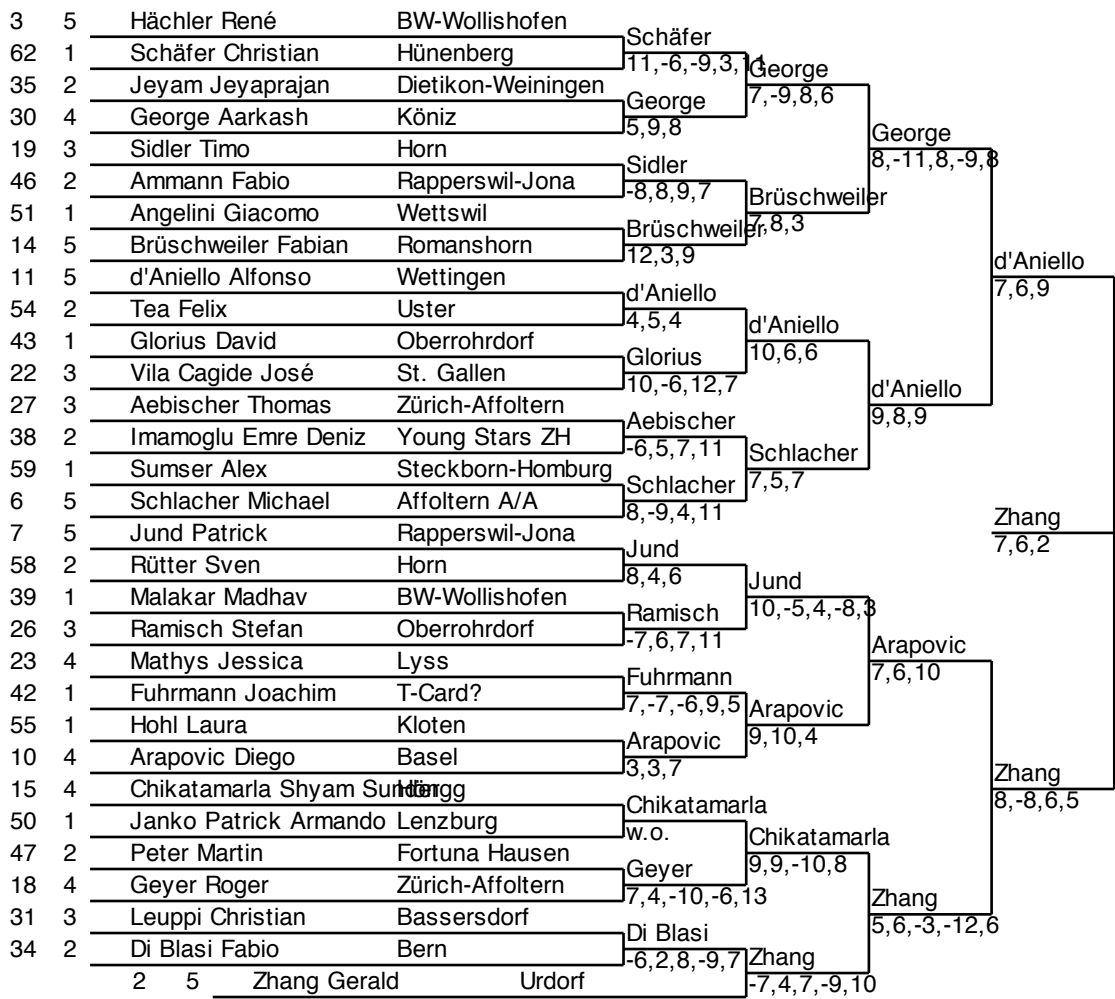 3 5 Hächler René BW-Wollishofen
Schäfer
62 1 Schäfer Christian Hünenberg
11,-6,-9,3,11
George
35 2 Jeyam Jeyaprajan Dietikon-Weiningen
7,-9,8,6
George
30 4 George Aarkash Köniz
5,9,8
George
19 3 Sidler Timo Horn
8,-11,8,-9,8
Sidler
46 2 Ammann Fabio Rapperswil-Jona
-8,8,9,7
Brüschweiler
51 1 Angelini Giacomo Wettswil
7,8,3
Brüschweiler
14 5 Brüschweiler Fabian Romanshorn
12,3,9
d'Aniello
11 5 d'Aniello Alfonso Wettingen
7,6,9
d'Aniello
54 2 Tea Felix Uster
4,5,4
d'Aniello
43 1 Glorius David Oberrohrdorf
10,6,6
Glorius
22 3 Vila Cagide José St. Gallen
10,-6,12,7
d'Aniello
27 3 Aebischer Thomas Zürich-Affoltern
9,8,9
Aebischer
38 2 Imamoglu Emre Deniz Young Stars ZH
-6,5,7,11
Schlacher
59 1 Sumser Alex Steckborn-Homburg
7,5,7
Schlacher
6 5 Schlacher Michael Affoltern A/A
8,-9,4,11
Zhang
7 5 Jund Patrick Rapperswil-Jona
7,6,2
Jund
58 2 Rütter Sven Horn
8,4,6
Jund
39 1 Malakar Madhav BW-Wollishofen
10,-5,4,-8,3
Ramisch
26 3 Ramisch Stefan Oberrohrdorf
-7,6,7,11
Arapovic
23 4 Mathys Jessica Lyss
7,6,10
Fuhrmann
42 1 Fuhrmann Joachim T-Card?
7,-7,-6,9,5
Arapovic
55 1 Hohl Laura Kloten
9,10,4
Arapovic
10 4 Arapovic Diego Basel
3,3,7
Zhang
15 4 Chikatamarla Shyam Sunder Höngg
8,-8,6,5
Chikatamarla
50 1 Janko Patrick Armando Lenzburg
w.o.
Chikatamarla
47 2 Peter Martin Fortuna Hausen
9,9,-10,8
Geyer
18 4 Geyer Roger Zürich-Affoltern
7,4,-10,-6,13
Zhang
31 3 Leuppi Christian Bassersdorf
5,6,-3,-12,6
Di Blasi
34 2 Di Blasi Fabio Bern
-6,2,8,-9,7
Zhang
2 5 Zhang Gerald Urdorf
-7,4,7,-9,10